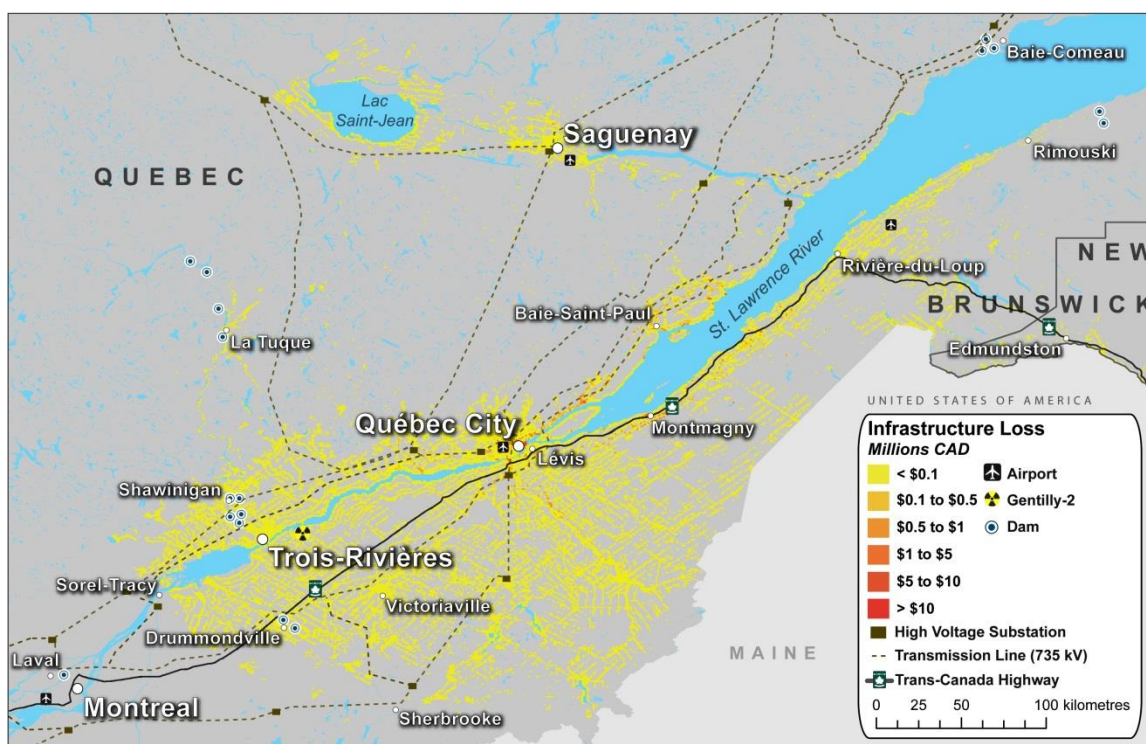 Baie-Comeau
Lac
Saint-Jean
Saguenay
Rimouski
QUEBEC
St. Lawrence River
Rivière-du-Loup
NEW
BRUNSWICK
Baie-Saint-Paul
La Tuque
Edmundston
UNITED STATES OF AMERICA
Québec City
Montmagny
Lévis
Shawinigan
Trois-Rivières
Sorel-Tracy
Victoriaville
Drummondville
MAINE
Laval
Montreal
Sherbrooke
Infrastructure Loss
Millions CAD
< $0.1
$0.1 to $0.5
$0.5 to $1
$1 to $5
$5 to $10
> $10
Airport
Gentilly-2
Dam
High Voltage Substation
Transmission Line (735 kV)
Trans-Canada Highway
0 25 50 100 kilometres